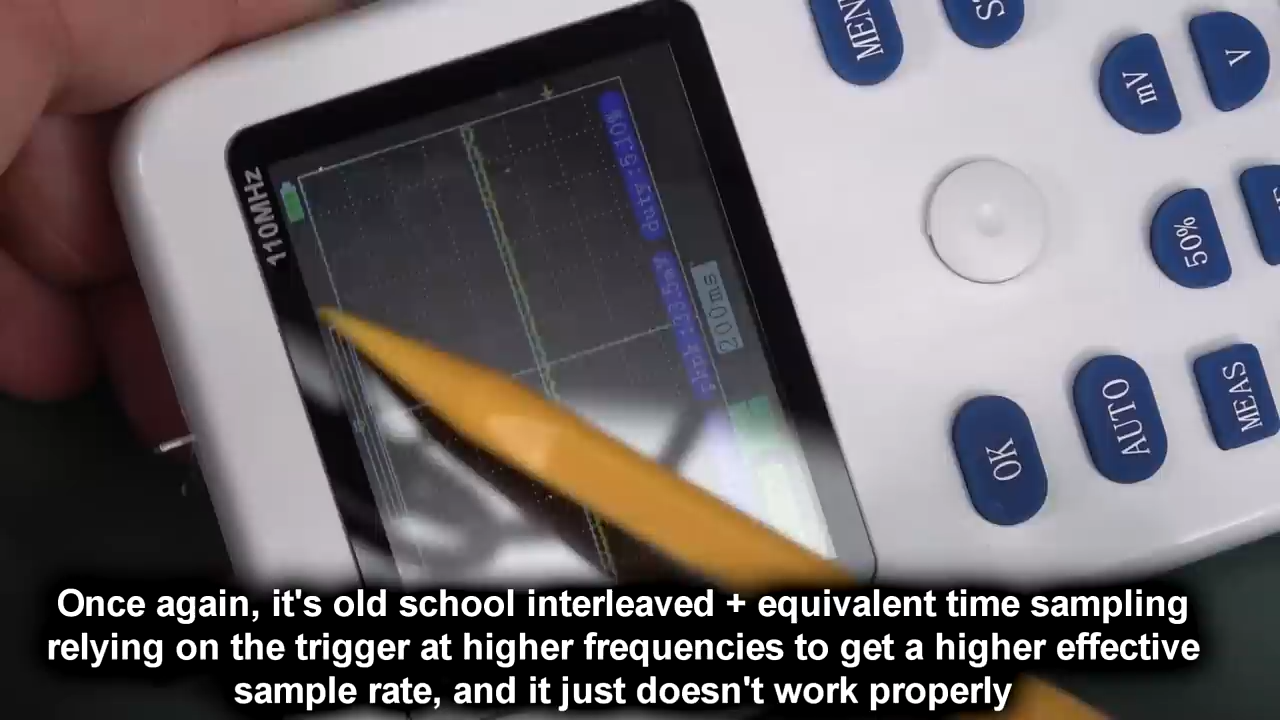 MENU
mV
V
110MHz
duty:5.10%
50%
200ms
OK
AUTO
MEAS
Once again, it's old school interleaved + equivalent time sampling
relying on the trigger at higher frequencies to get a higher effective
sample rate, and it just doesn't work properly